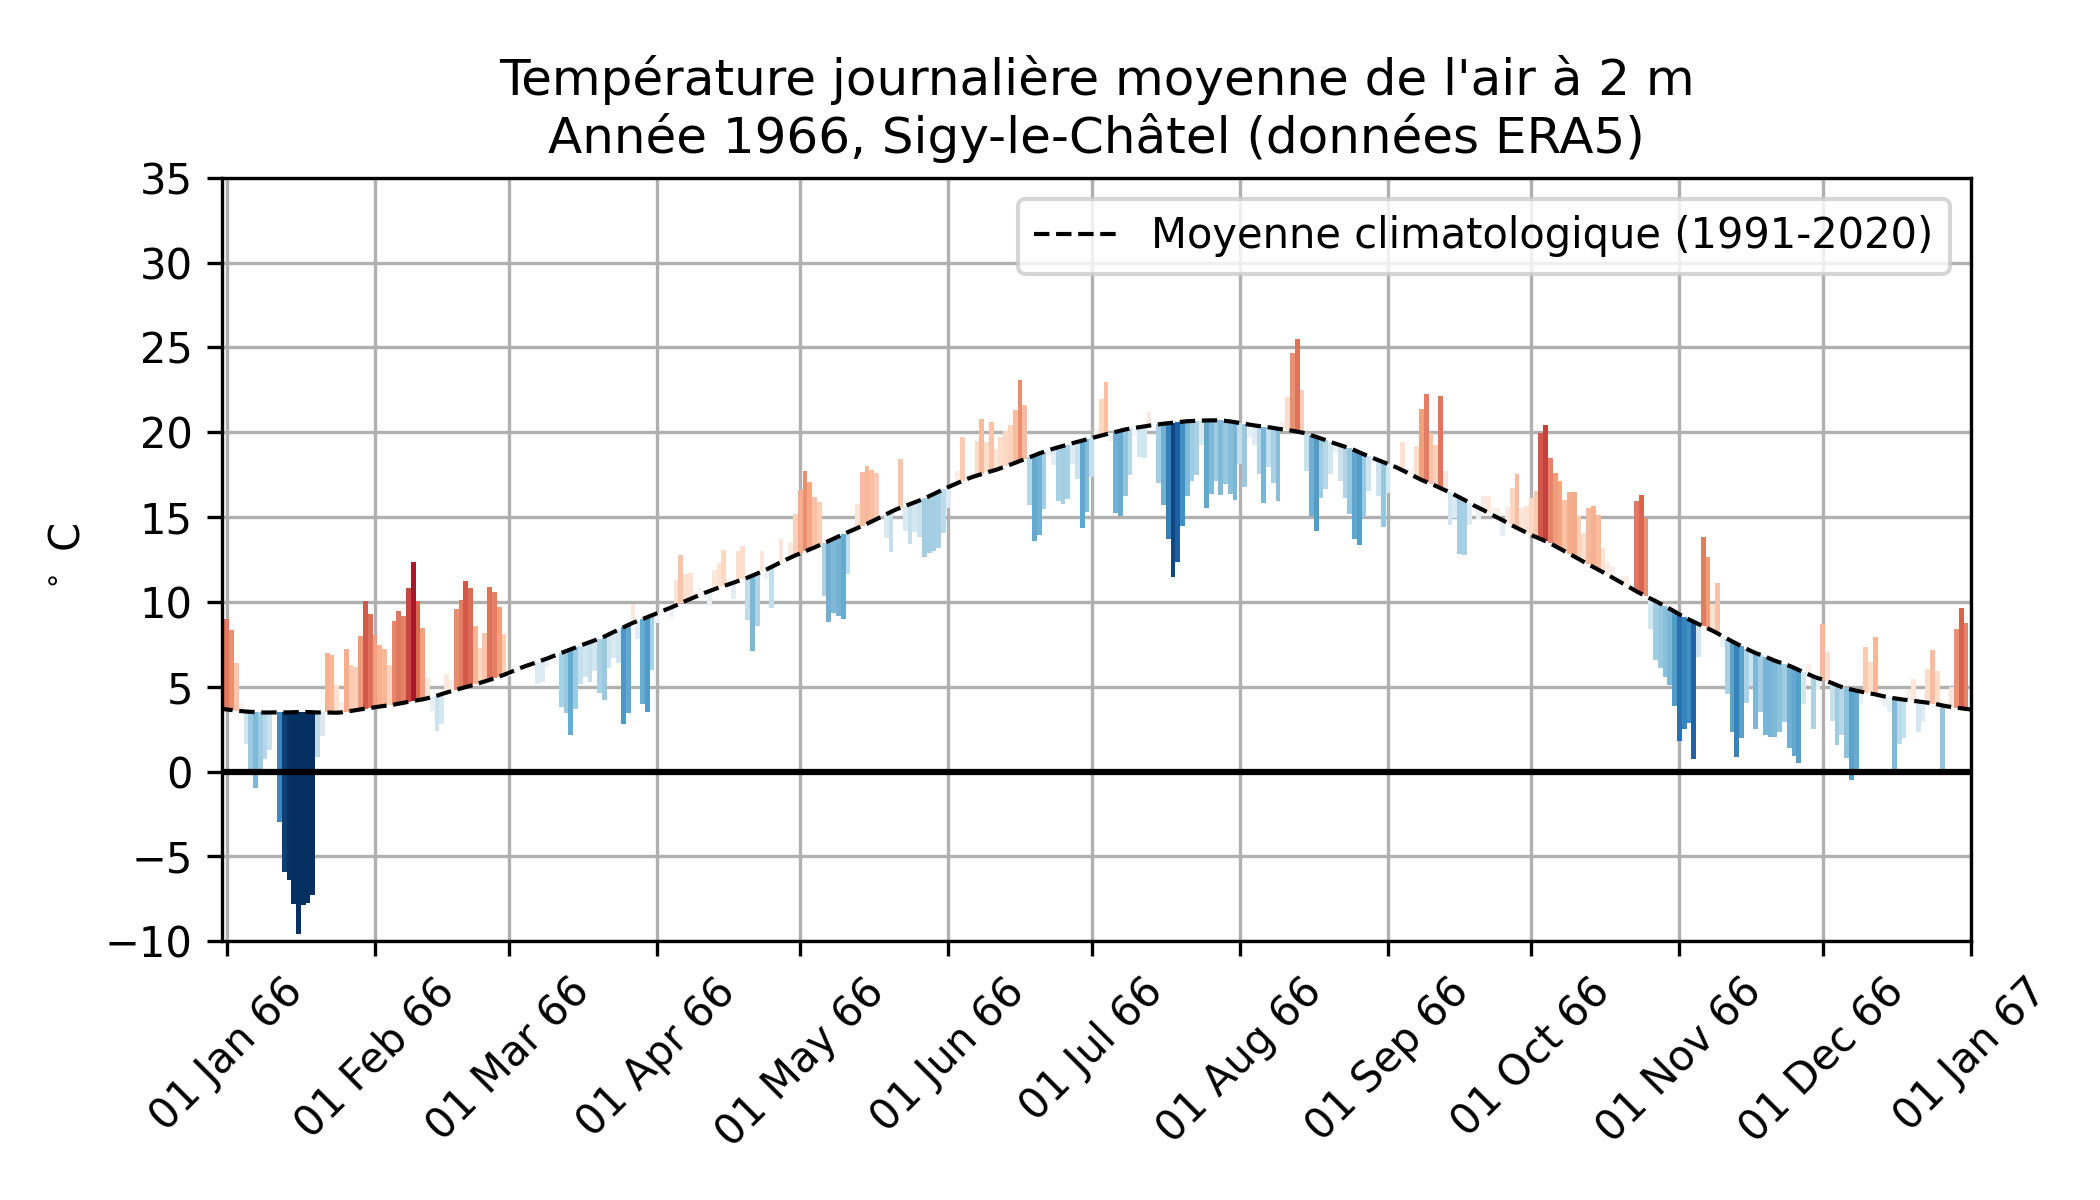 Température journalière moyenne de l'air à 2 m
Année 1966, Sigy-le-Châtel (données ERA5)
35
30
25
20
15
10
5
0
−5
−10
° C
Moyenne climatologique (1991-2020)
01 Jan 66
01 Feb 66
01 Mar 66
01 Apr 66
01 May 66
01 Jun 66
01 Jul 66
01 Aug 66
01 Sep 66
01 Oct 66
01 Nov 66
01 Dec 66
01 Jan 67